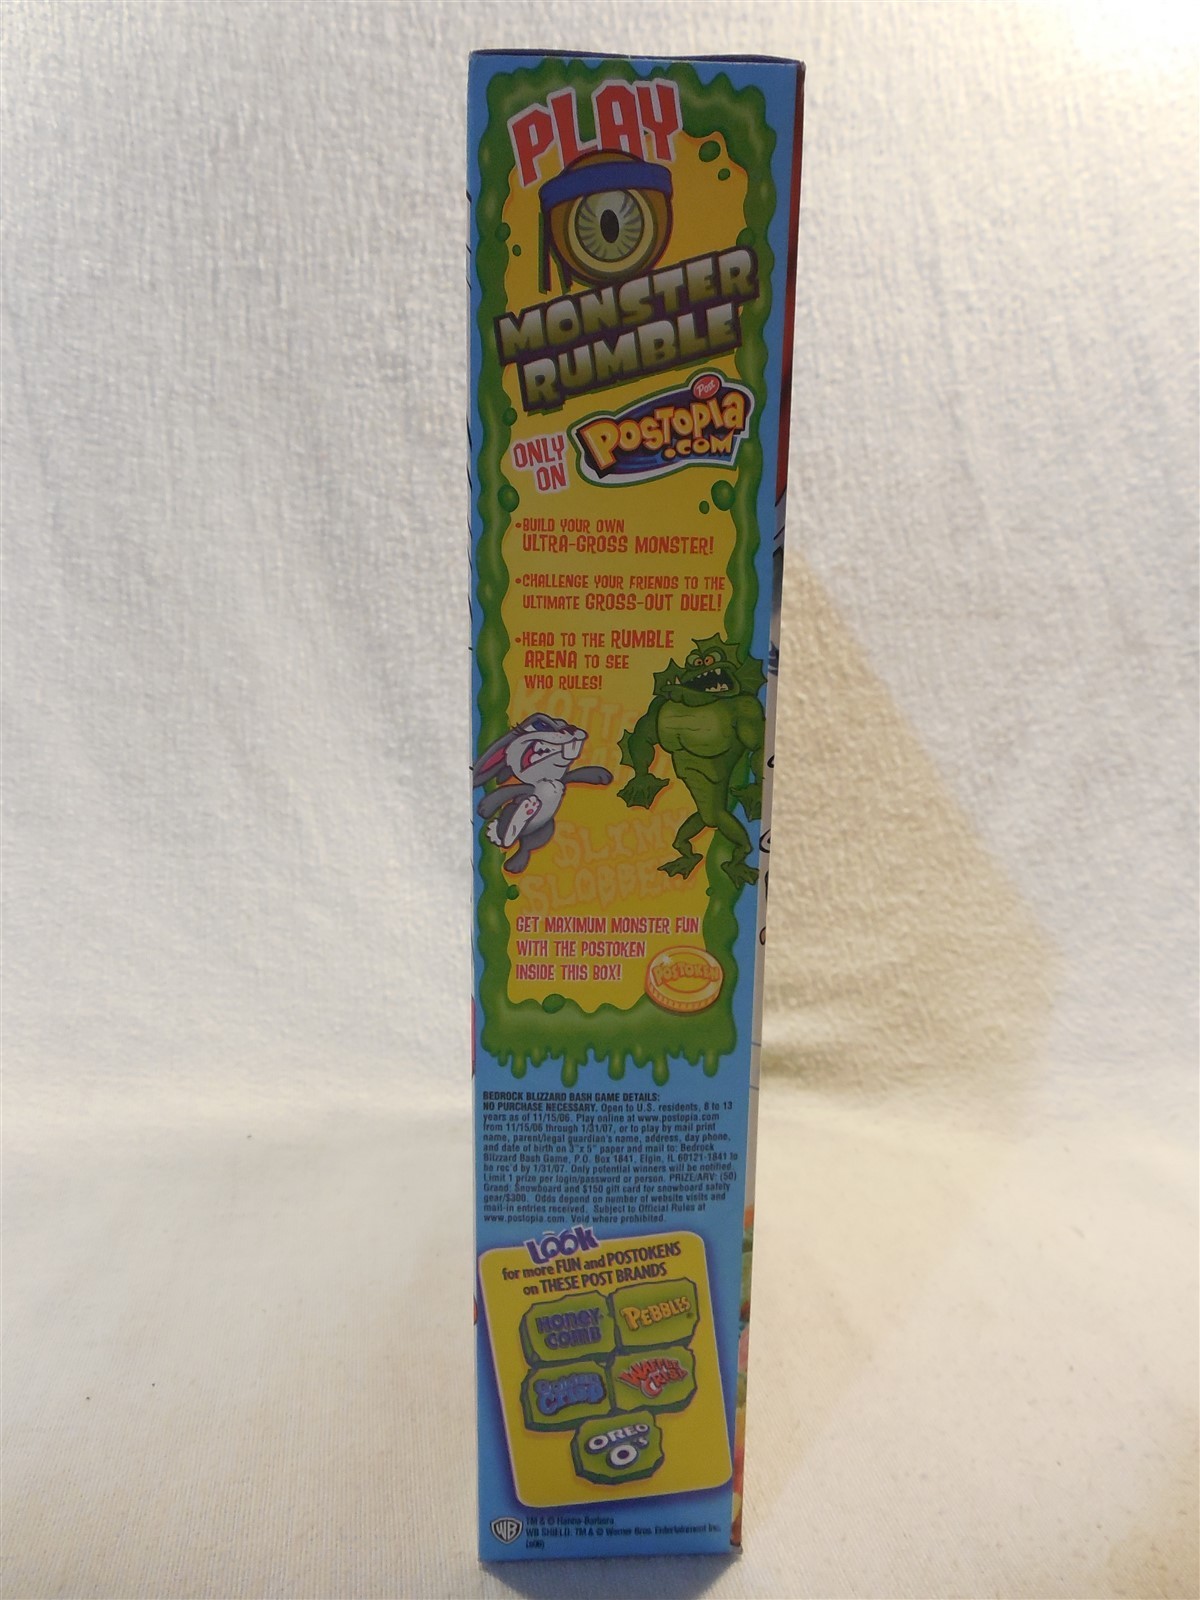 PLAY
MONSTER
RUMBLE
ONLY
ON
Post
POSTOPIA
.COM
•BUILD YOUR OWN
ULTRA-GROSS MONSTER!
•CHALLENGE YOUR FRIENDS TO THE
ULTIMATE GROSS-OUT DUEL!
•HEAD TO THE RUMBLE
ARENA TO SEE
WHO RULES!
SLIMY
SLOBBER
GET MAXIMUM MONSTER FUN
WITH THE POSTOKEN
INSIDE THIS BOX!
POSTOKEN
BEDROCK BLIZZARD BASH GAME DETAILS:
NO PURCHASE NECESSARY. Open to U.S. residents, 8 to 13
years as of 11/15/06. Play online at www.postopia.com
from 11/15/06 through 1/31/07, or to play by mail print
name, parent/legal guardian's name, address, day phone,
and date of birth on 3"x 5" paper and mail to: Bedrock
Blizzard Bash Game, P.O. Box 1841, Elgin, IL 60121-1841 to
be rec'd by 1/31/07. Only potential winners will be notified.
Limit 1 prize per login/password or person. PRIZE/ARV: (50)
Grand: Snowboard and $150 gift card for snowboard safety
gear/$300. Odds depend on number of website visits and
mail-in entries received. Subject to Official Rules at
www.postopia.com. Void where prohibited.
Look
for more FUN and POSTOKENS
on THESE POST BRANDS
HONEY-
COMB
PEBBLES
GOLDEN
CRISP
WAFFLE
CRISP
OREO
O's
WB
TM & © Hanna-Barbera.
WB SHIELD: TM & © Warner Bros. Entertainment Inc.
(s06)